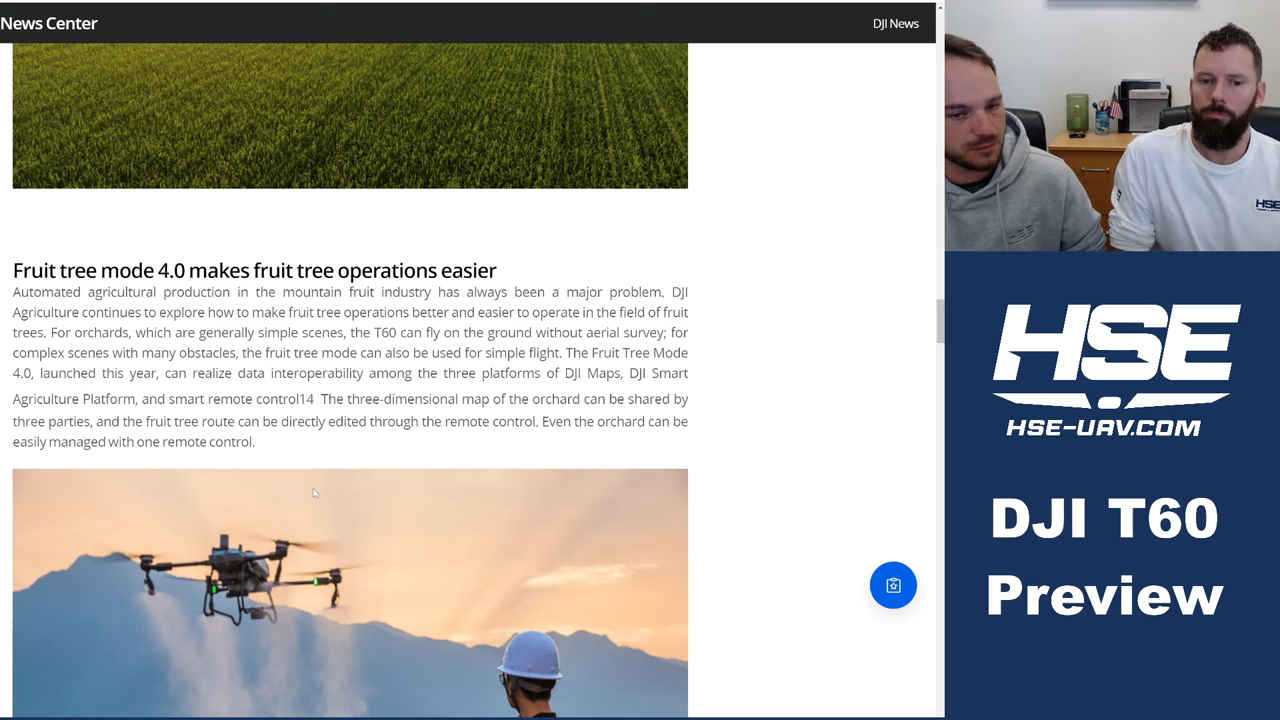 News Center
DJI News
Fruit tree mode 4.0 makes fruit tree operations easier
Automated agricultural production in the mountain fruit industry has always been a major problem. DJI
Agriculture continues to explore how to make fruit tree operations better and easier to operate in the field of fruit
trees. For orchards, which are generally simple scenes, the T60 can fly on the ground without aerial survey; for
complex scenes with many obstacles, the fruit tree mode can also be used for simple flight. The Fruit Tree Mode
4.0, launched this year, can realize data interoperability among the three platforms of DJI Maps, DJI Smart
Agriculture Platform, and smart remote control14 The three-dimensional map of the orchard can be shared by
three parties, and the fruit tree route can be directly edited through the remote control. Even the orchard can be
easily managed with one remote control.
HSE
HSE
HSE-UAV.COM
DJI T60
Preview